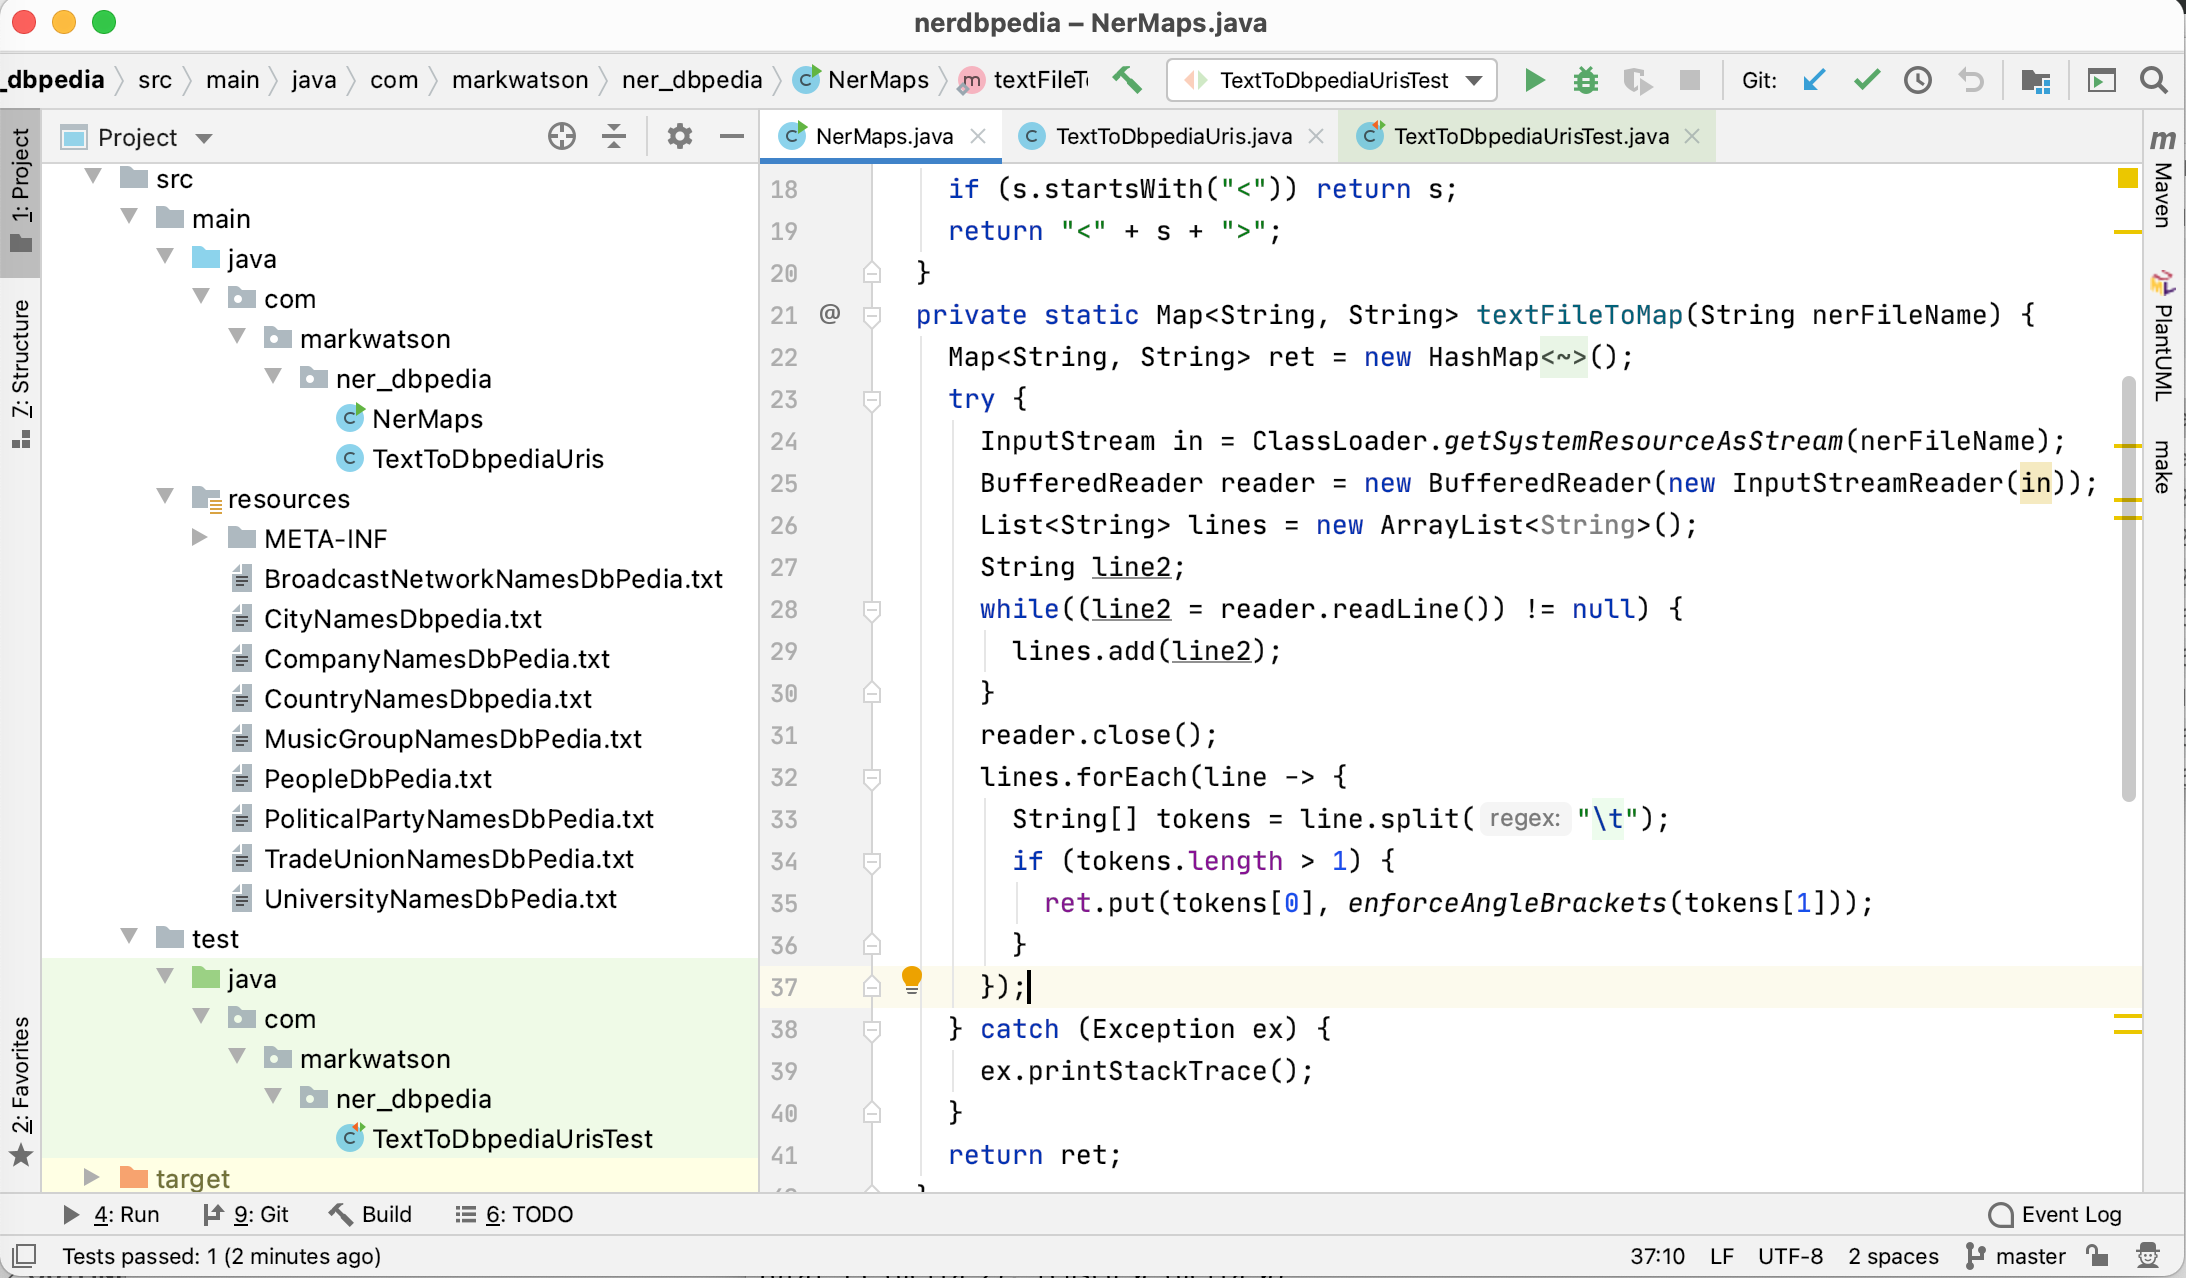 nerdbpedia – NerMaps.java
_dbpedia src main java com markwatson ner_dbpedia NerMaps textFileTo TextToDbpediaUrisTest Git:
Project
NerMaps.java TextToDbpediaUris.java TextToDbpediaUrisTest.java
1: Project
7: Structure
2: Favorites
src
main
java
com
markwatson
ner_dbpedia
NerMaps
TextToDbpediaUris
resources
META-INF
BroadcastNetworkNamesDbPedia.txt
CityNamesDbpedia.txt
CompanyNamesDbPedia.txt
CountryNamesDbpedia.txt
MusicGroupNamesDbPedia.txt
PeopleDbPedia.txt
PoliticalPartyNamesDbPedia.txt
TradeUnionNamesDbPedia.txt
UniversityNamesDbPedia.txt
test
java
com
markwatson
ner_dbpedia
TextToDbpediaUrisTest
target
18 if (s.startsWith("<")) return s;
19 return "<" + s + ">";
20 }
21 @ private static Map<String, String> textFileToMap(String nerFileName) {
22 Map<String, String> ret = new HashMap<~>();
23 try {
24 InputStream in = ClassLoader.getSystemResourceAsStream(nerFileName);
25 BufferedReader reader = new BufferedReader(new InputStreamReader(in));
26 List<String> lines = new ArrayList<String>();
27 String line2;
28 while((line2 = reader.readLine()) != null) {
29 lines.add(line2);
30 }
31 reader.close();
32 lines.forEach(line -> {
33 String[] tokens = line.split( regex: "\t");
34 if (tokens.length > 1) {
35 ret.put(tokens[0], enforceAngleBrackets(tokens[1]));
36 }
37 });
38 } catch (Exception ex) {
39 ex.printStackTrace();
40 }
41 return ret;
m Maven
PlantUML
make
4: Run 9: Git Build 6: TODO Event Log
Tests passed: 1 (2 minutes ago) 37:10 LF UTF-8 2 spaces master